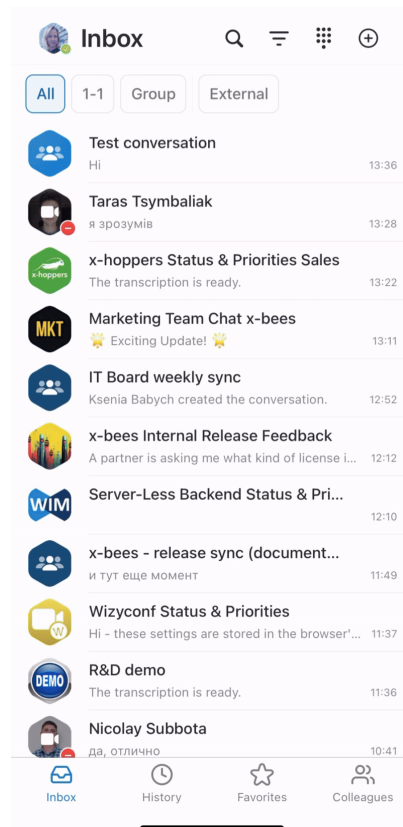 Inbox
All 1-1 Group External
Test conversation
Hi 13:36
Taras Tsymbaliak
я зрозумів 13:28
x-hoppers
x-hoppers Status & Priorities Sales
The transcription is ready. 13:22
MKT
Marketing Team Chat x-bees
🌟 Exciting Update! 🌟 13:11
IT Board weekly sync
Ksenia Babych created the conversation. 12:52
x-bees Internal Release Feedback
A partner is asking me what kind of license i... 12:12
WIM
Server-Less Backend Status & Pri...
12:10
x-bees - release sync (document...
и тут еще момент 11:49
W
Wizyconf Status & Priorities
Hi - these settings are stored in the browser'... 11:37
DEMO
R&D demo
The transcription is ready. 11:36
Nicolay Subbota
да, отлично 10:41
Inbox History Favorites Colleagues